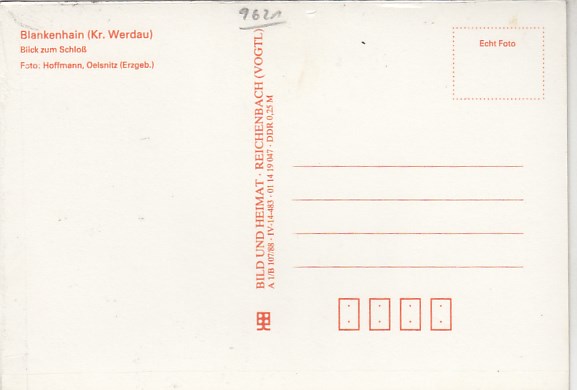 9621
Blankenhain (Kr. Werdau)
Blick zum Schloß
Foto: Hoffmann, Oelsnitz (Erzgeb.)
Echt Foto
BILD UND HEIMAT · REICHENBACH (VOGTL)
A 1/B 107/88 · IV-14-483 · 01 14 19 047 · DDR 0,25 M